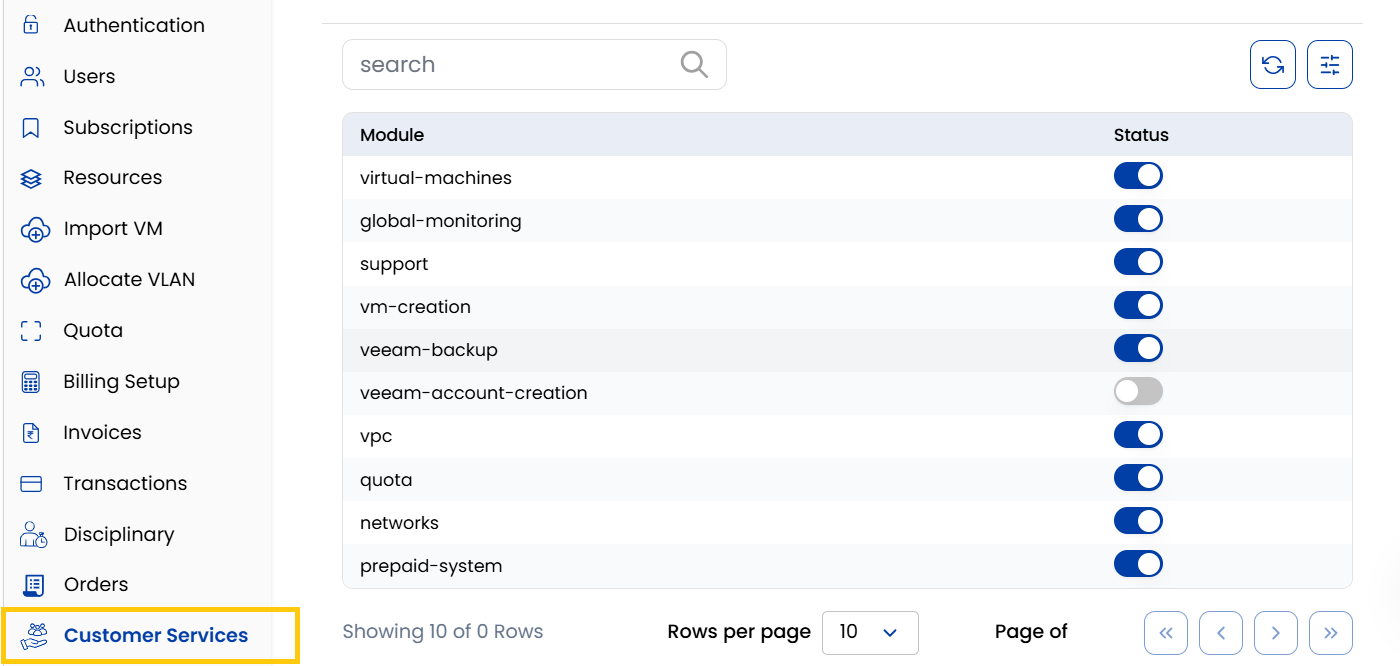 Authentication
Users
Subscriptions
Resources
Import VM
Allocate VLAN
Quota
Billing Setup
Invoices
Transactions
Disciplinary
Orders
Customer Services
search
Module Status
virtual-machines
global-monitoring
support
vm-creation
veeam-backup
veeam-account-creation
vpc
quota
networks
prepaid-system
Showing 10 of 0 Rows Rows per page 10 Page of